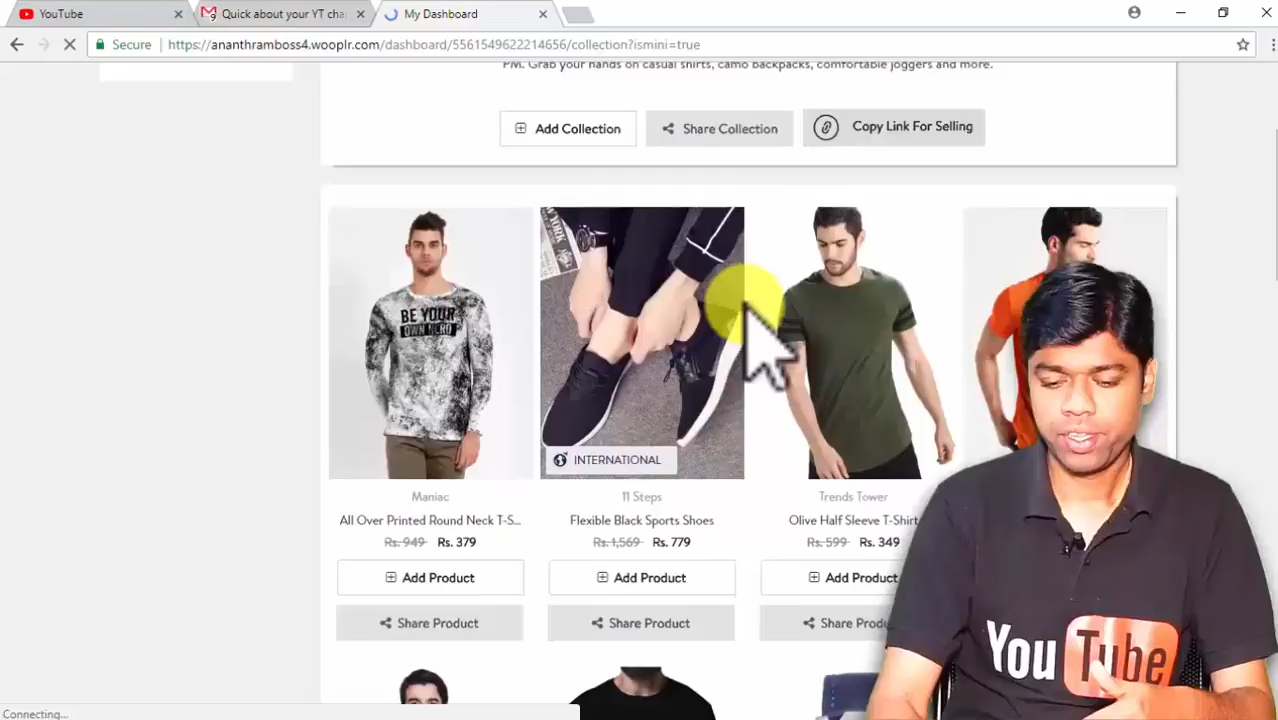 YouTube
Quick about your YT cha
My Dashboard
Secure
https://ananthramboss4.wooplr.com/dashboard/5561549622214656/collection?ismini=true
PM. Grab your hands on casual shirts, camo backpacks, comfortable joggers and more.
Add Collection
Share Collection
Copy Link For Selling
BE YOUR
OWN HERO
NEW YORK
INTERNATIONAL
Maniac
11 Steps
Trends Tower
All Over Printed Round Neck T-S...
Flexible Black Sports Shoes
Olive Half Sleeve T-Shirt
Rs. 949 Rs. 379
Rs. 1,569 Rs. 779
Rs. 599 Rs. 349
Add Product
Add Product
Add Product
Share Product
Share Product
Share Produ
You Tube
Connecting...